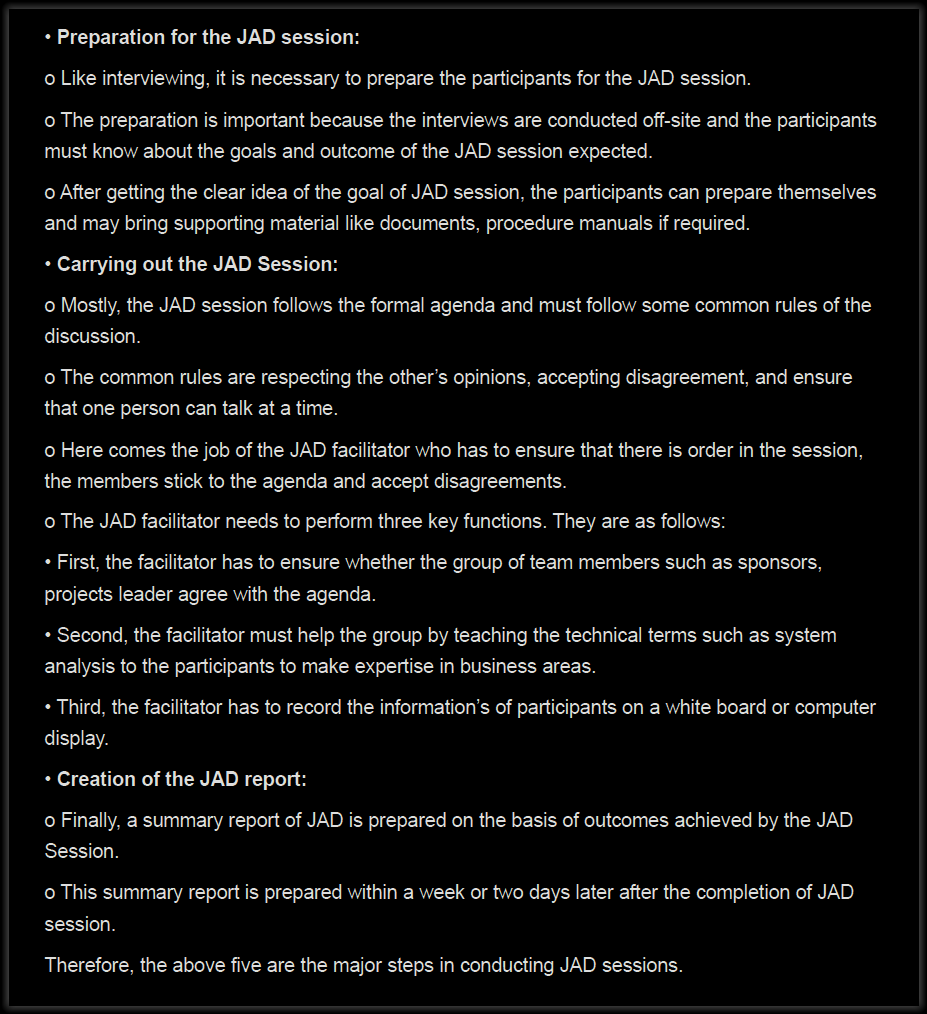 • Preparation for the JAD session:
o Like interviewing, it is necessary to prepare the participants for the JAD session.
o The preparation is important because the interviews are conducted off-site and the participants
must know about the goals and outcome of the JAD session expected.
o After getting the clear idea of the goal of JAD session, the participants can prepare themselves
and may bring supporting material like documents, procedure manuals if required.
• Carrying out the JAD Session:
o Mostly, the JAD session follows the formal agenda and must follow some common rules of the
discussion.
o The common rules are respecting the other’s opinions, accepting disagreement, and ensure
that one person can talk at a time.
o Here comes the job of the JAD facilitator who has to ensure that there is order in the session,
the members stick to the agenda and accept disagreements.
o The JAD facilitator needs to perform three key functions. They are as follows:
• First, the facilitator has to ensure whether the group of team members such as sponsors,
projects leader agree with the agenda.
• Second, the facilitator must help the group by teaching the technical terms such as system
analysis to the participants to make expertise in business areas.
• Third, the facilitator has to record the information’s of participants on a white board or computer
display.
• Creation of the JAD report:
o Finally, a summary report of JAD is prepared on the basis of outcomes achieved by the JAD
Session.
o This summary report is prepared within a week or two days later after the completion of JAD
session.
Therefore, the above five are the major steps in conducting JAD sessions.